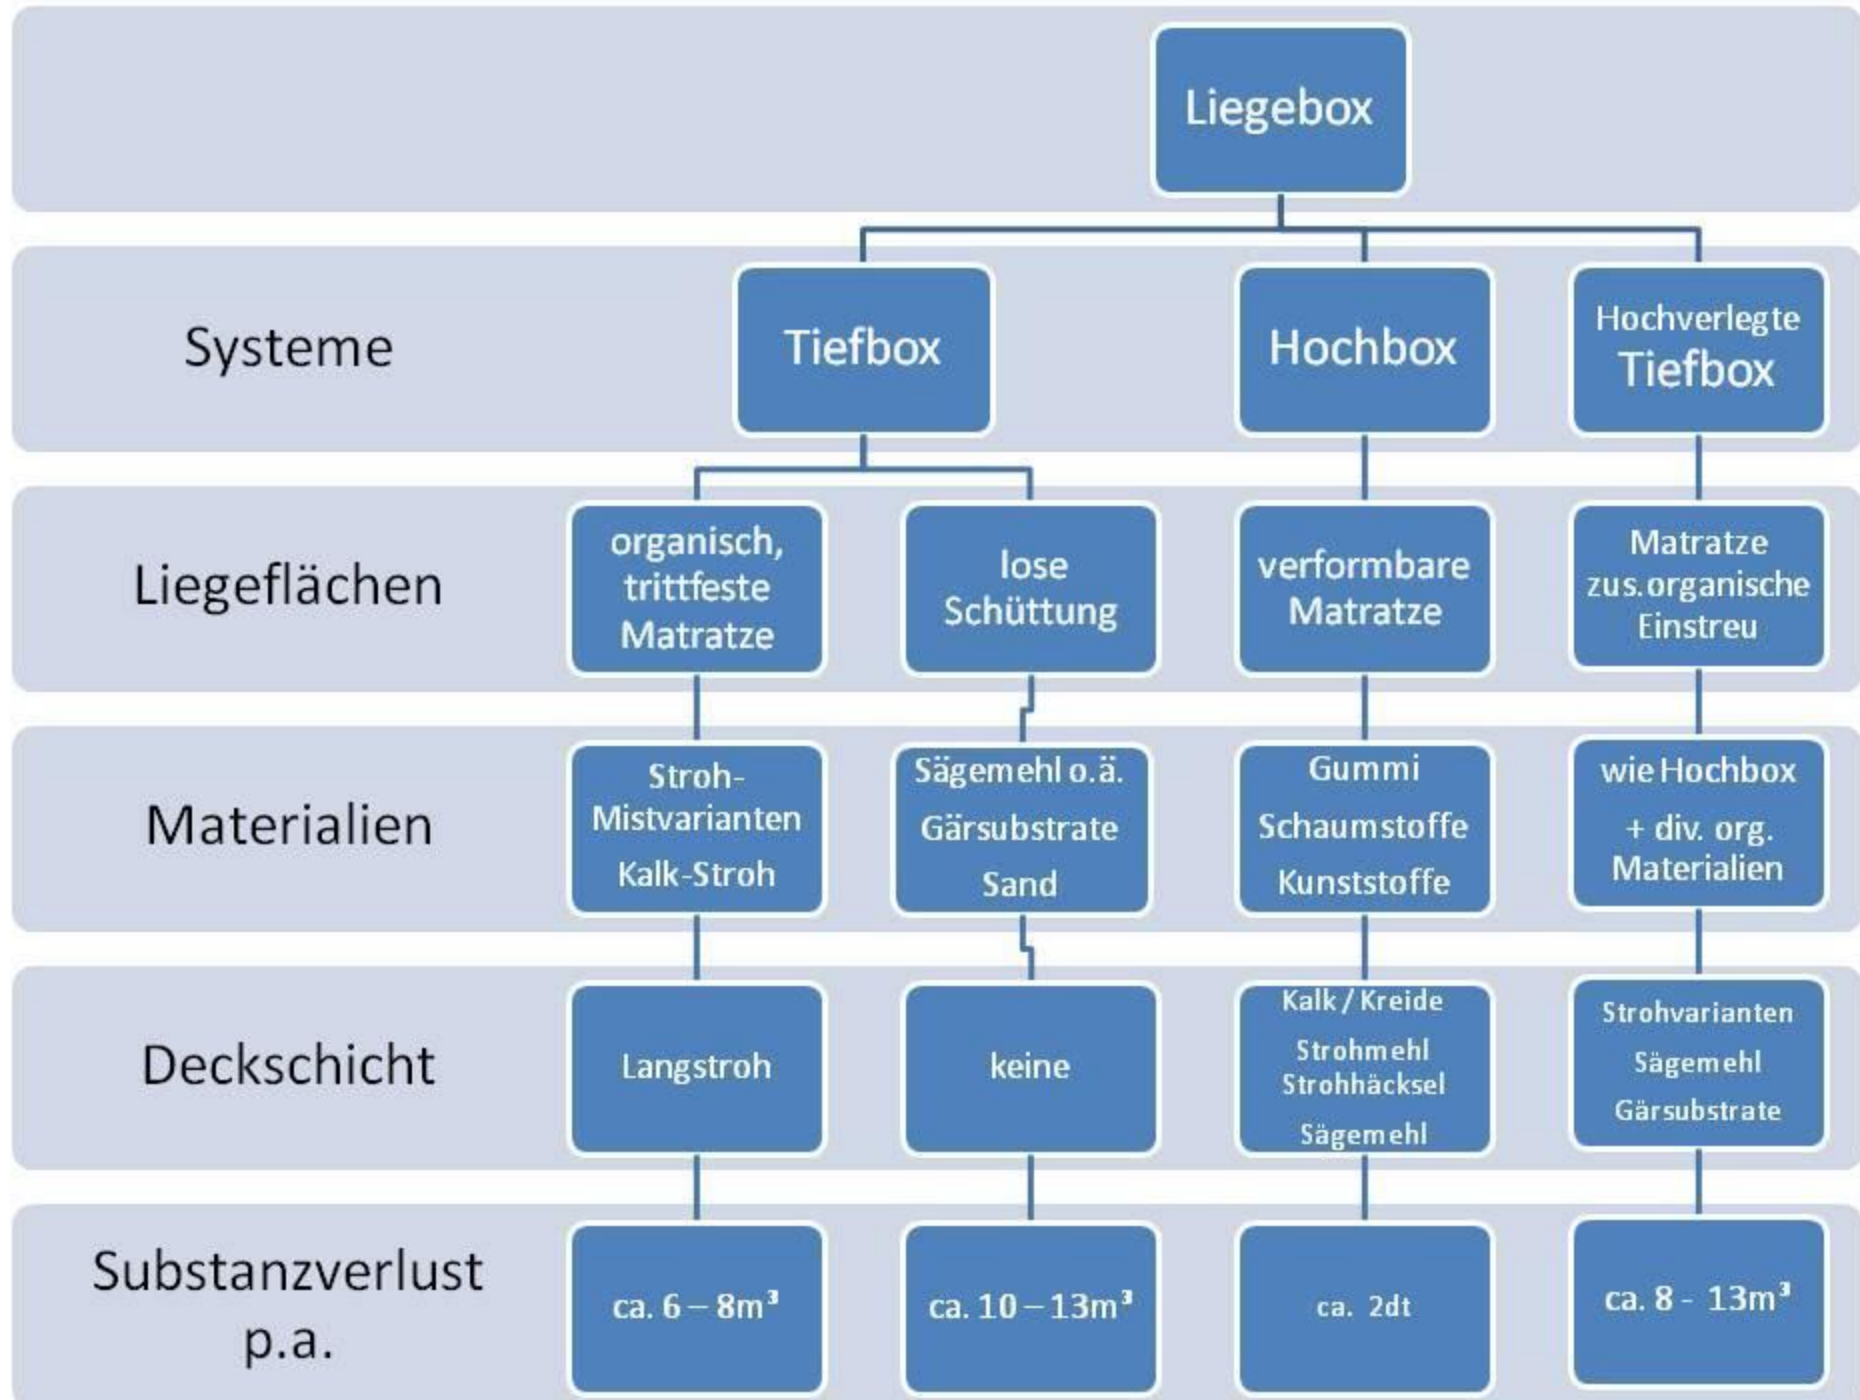 Liegebox
Systeme
Tiefbox
Hochbox
Hochverlegte
Tiefbox
Liegeflächen
organisch,
trittfeste
Matratze
lose
Schüttung
verformbare
Matratze
Matratze
zus.organische
Einstreu
Materialien
Stroh-
Mistvarianten
Kalk-Stroh
Sägemehl o.ä.
Gärsubstrate
Sand
Gummi
Schaumstoffe
Kunststoffe
wie Hochbox
+ div. org.
Materialien
Deckschicht
Langstroh
keine
Kalk / Kreide
Strohmehl
Strohhäcksel
Sägemehl
Strohvarianten
Sägemehl
Gärsubstrate
Substanzverlust
p.a.
ca. 6 – 8m³
ca. 10 – 13m³
ca. 2dt
ca. 8 - 13m³